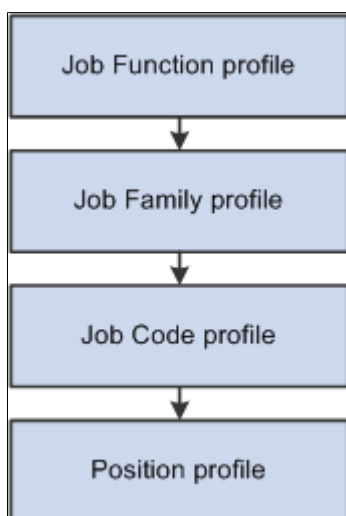 Job Function profile
Job Family profile
Job Code profile
Position profile